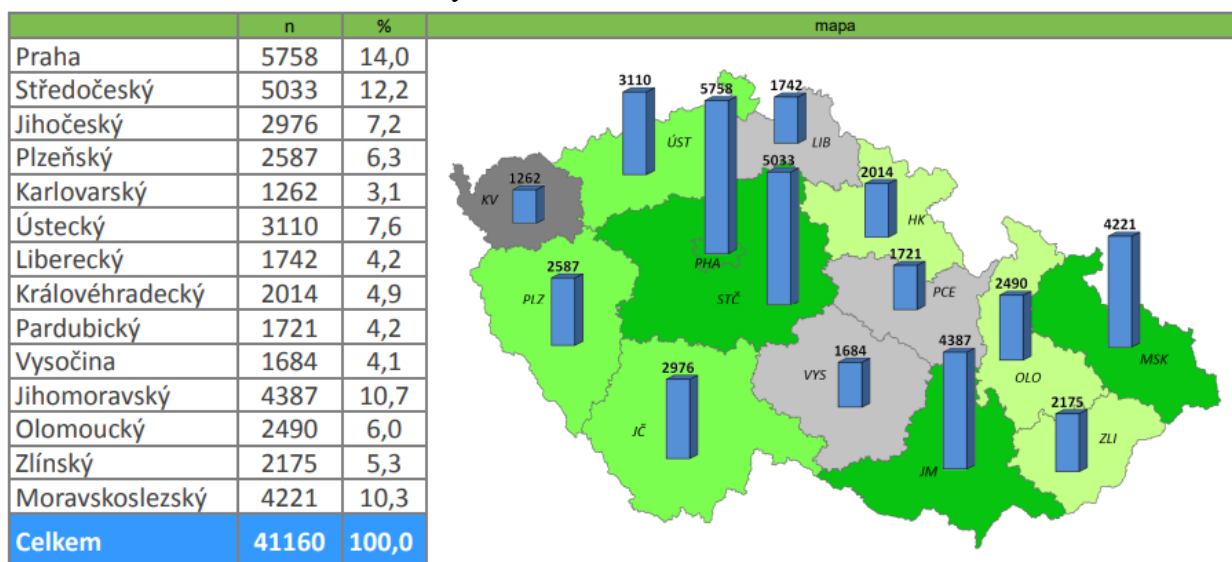 n % mapa
Praha 5758 14,0
Středočeský 5033 12,2
Jihočeský 2976 7,2
Plzeňský 2587 6,3
Karlovarský 1262 3,1
Ústecký 3110 7,6
Liberecký 1742 4,2
Královéhradecký 2014 4,9
Pardubický 1721 4,2
Vysočina 1684 4,1
Jihomoravský 4387 10,7
Olomoucký 2490 6,0
Zlínský 2175 5,3
Moravskoslezský 4221 10,3
Celkem 41160 100,0
3110
5758
1742
ÚST
LIB
5033
1262
2014
KV
HK
4221
1721
PHA
2587
2490
PLZ
STČ
PCE
1684
MSK
2976
VYS
OLO
4387
2175
JČ
ZLI
JM